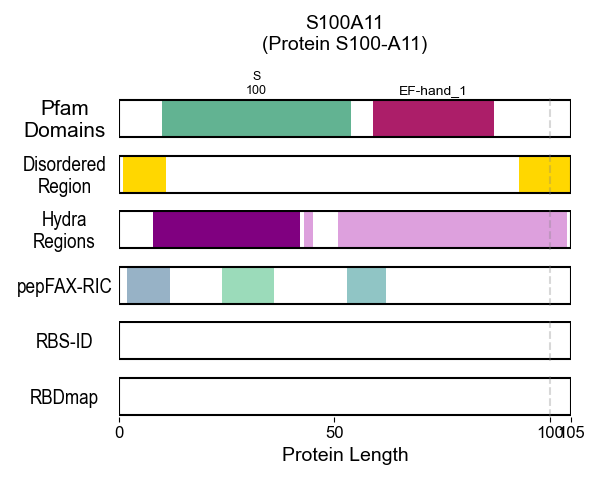 S100A11
(Protein S100-A11)
S
100
EF-hand_1
Pfam
Domains
Disordered
Region
Hydra
Regions
pepFAX-RIC
RBS-ID
RBDmap
0 50 100 105
Protein Length